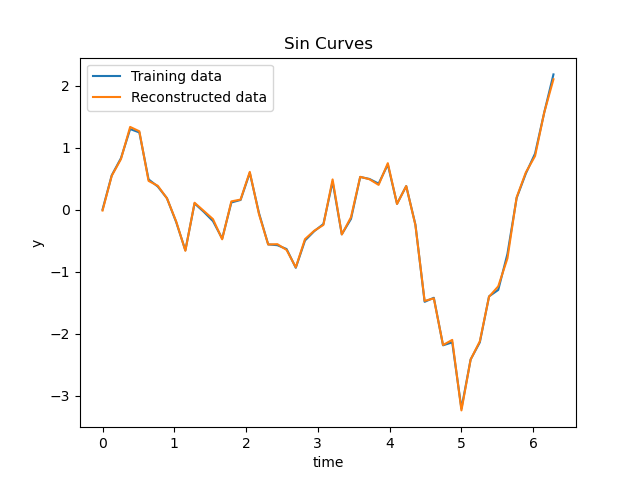 Sin Curves
Training data
Reconstructed data
2
1
0
−1
−2
−3
y
0 1 2 3 4 5 6
time